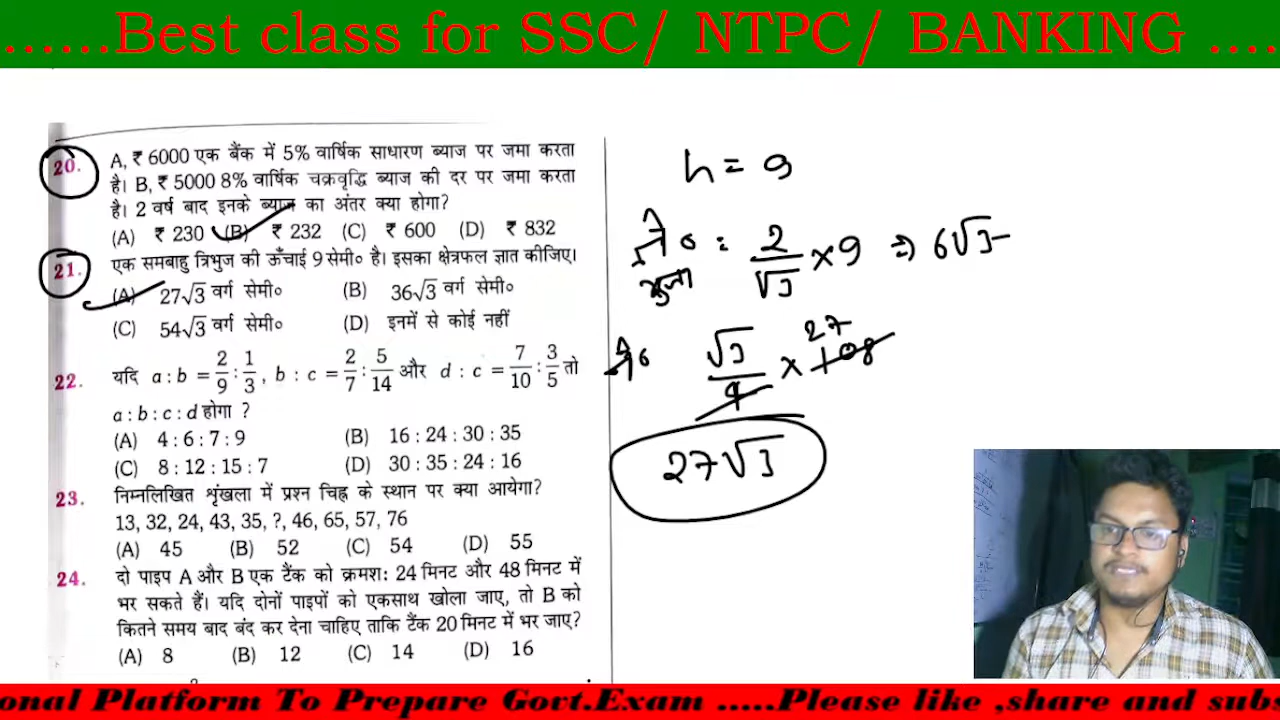 ......Best class for SSC/ NTPC/ BANKING ....
20. A, ₹ 6000 एक बैंक में 5% वार्षिक साधारण ब्याज पर जमा करता
है। B, ₹ 5000 8% वार्षिक चक्रवृद्धि ब्याज की दर पर जमा करता
है। 2 वर्ष बाद इनके ब्याज का अंतर क्या होगा?
(A) ₹ 230 (B) ₹ 232 (C) ₹ 600 (D) ₹ 832
21. एक समबाहु त्रिभुज की ऊँचाई 9 सेमी० है। इसका क्षेत्रफल ज्ञात कीजिए।
(A) 27√3 वर्ग सेमी० (B) 36√3 वर्ग सेमी०
(C) 54√3 वर्ग सेमी० (D) इनमें से कोई नहीं
22. यदि a : b = 2/9 : 1/3, b : c = 2/7 : 5/14 और d : c = 7/10 : 3/5 तो
a : b : c : d होगा ?
(A) 4 : 6 : 7 : 9 (B) 16 : 24 : 30 : 35
(C) 8 : 12 : 15 : 7 (D) 30 : 35 : 24 : 16
23. निम्नलिखित शृंखला में प्रश्न चिह्न के स्थान पर क्या आयेगा?
13, 32, 24, 43, 35, ?, 46, 65, 57, 76
(A) 45 (B) 52 (C) 54 (D) 55
24. दो पाइप A और B एक टैंक को क्रमश: 24 मिनट और 48 मिनट में
भर सकते हैं। यदि दोनों पाइपों को एकसाथ खोला जाए, तो B को
कितने समय बाद बंद कर देना चाहिए ताकि टैंक 20 मिनट में भर जाए?
(A) 8 (B) 12 (C) 14 (D) 16
h = 9
भुजा = 2/√3 × 9 ⇒ 6√3
√3/4 × 108
27
27√3
onal Platform To Prepare Govt.Exam .....Please like ,share and subs